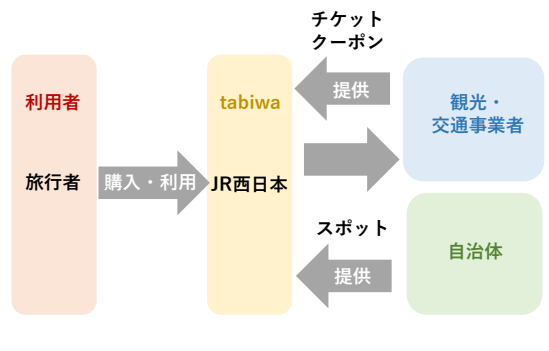 利用者
旅行者
購入・利用
tabiwa
JR西日本
チケット
クーポン
提供
観光・
交通事業者
スポット
提供
自治体